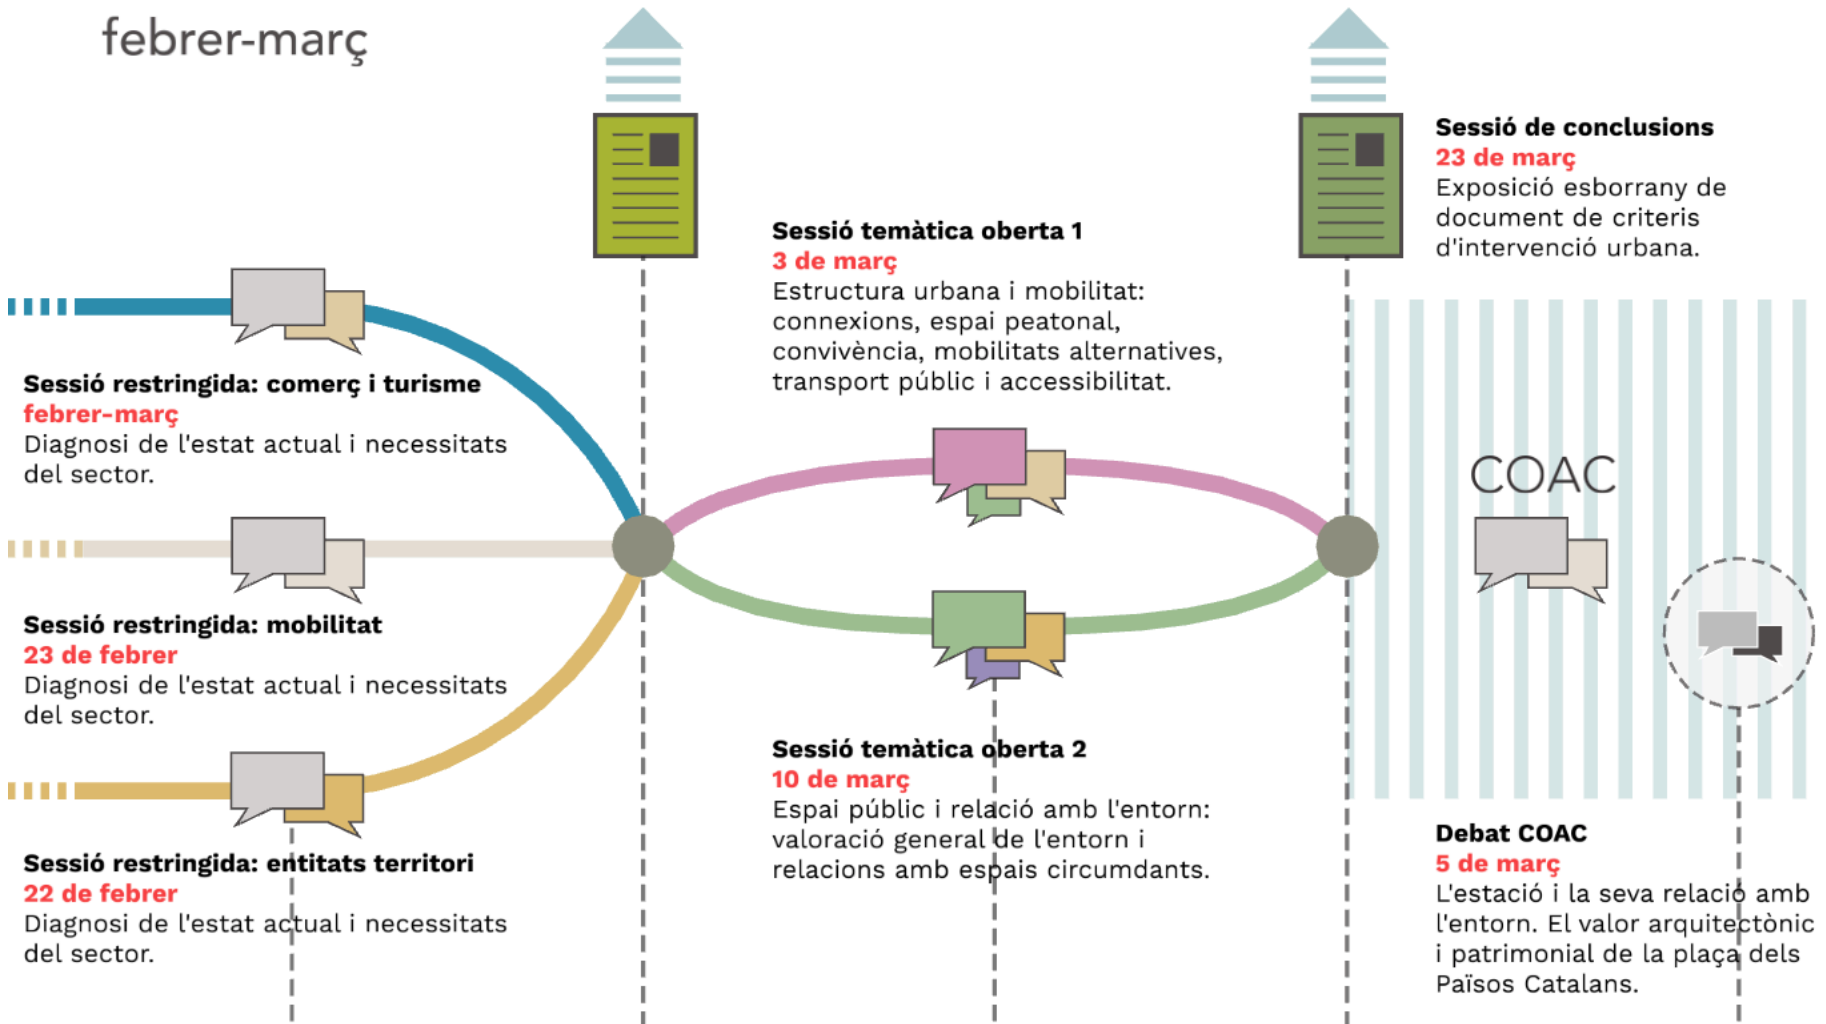 febrer-març
Sessió restringida: comerç i turisme
febrer-març
Diagnosi de l'estat actual i necessitats
del sector.
Sessió restringida: mobilitat
23 de febrer
Diagnosi de l'estat actual i necessitats
del sector.
Sessió restringida: entitats territori
22 de febrer
Diagnosi de l'estat actual i necessitats
del sector.
Sessió temàtica oberta 1
3 de març
Estructura urbana i mobilitat:
connexions, espai peatonal,
convivència, mobilitats alternatives,
transport públic i accessibilitat.
Sessió temàtica oberta 2
10 de març
Espai públic i relació amb l'entorn:
valoració general de l'entorn i
relacions amb espais circumdants.
Sessió de conclusions
23 de març
Exposició esborrany de
document de criteris
d'intervenció urbana.
COAC
Debat COAC
5 de març
L'estació i la seva relació amb
l'entorn. El valor arquitectònic
i patrimonial de la plaça dels
Països Catalans.